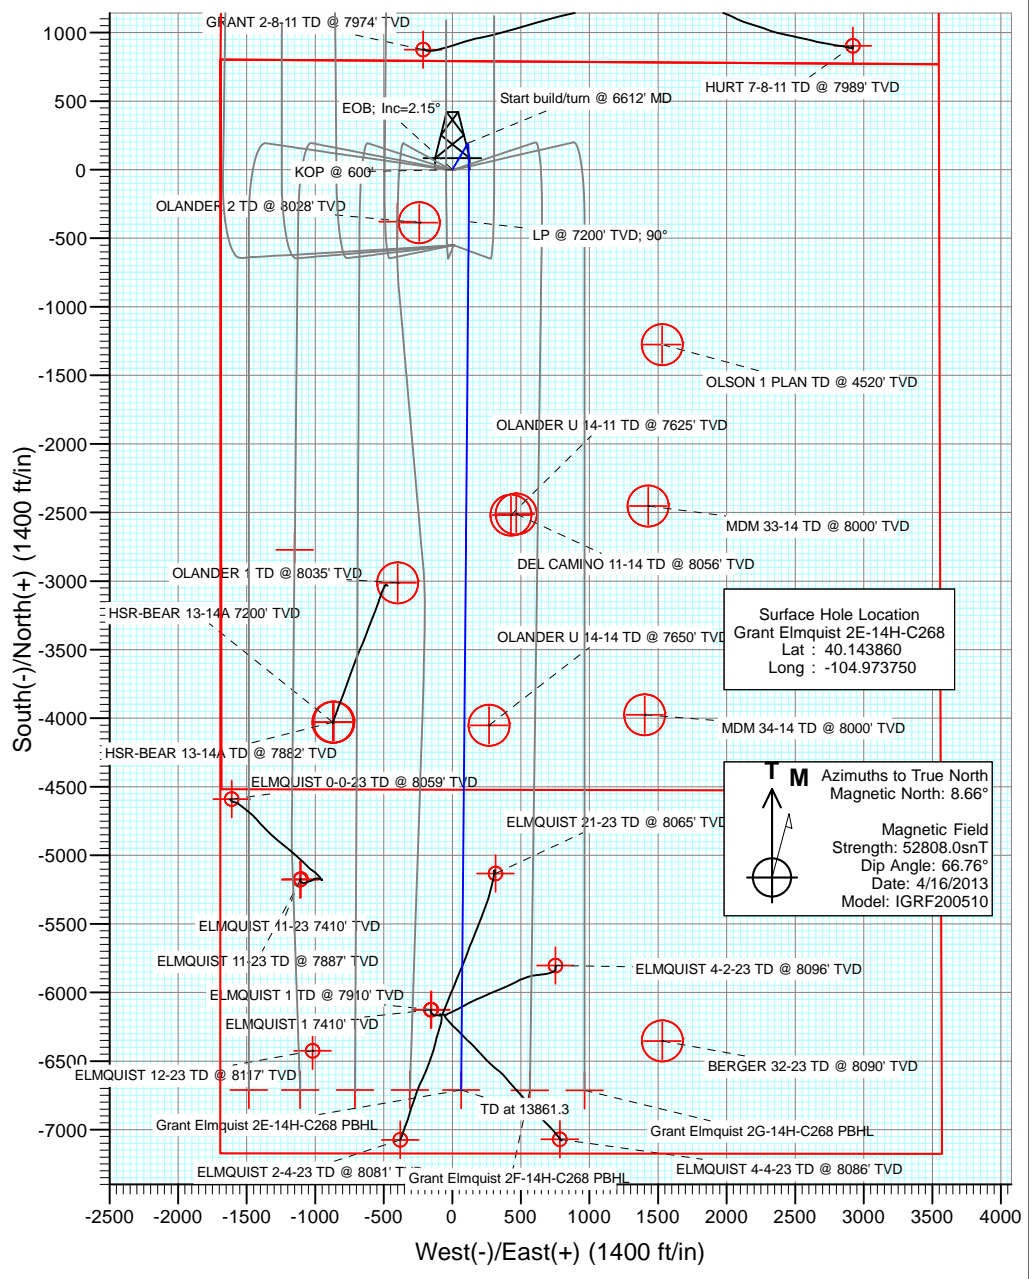 GRANT 2-8-11 TD @ 7974' TVD
HURT 7-8-11 TD @ 7989' TVD
Start build/turn @ 6612' MD
EOB; Inc=2.15°
KOP @ 600'
OLANDER 2 TD @ 8028' TVD
LP @ 7200' TVD; 90°
OLSON 1 PLAN TD @ 4520' TVD
OLANDER U 14-11 TD @ 7625' TVD
MDM 33-14 TD @ 8000' TVD
DEL CAMINO 11-14 TD @ 8056' TVD
OLANDER 1 TD @ 8035' TVD
HSR-BEAR 13-14A 7200' TVD
OLANDER U 14-14 TD @ 7650' TVD
Surface Hole Location
Grant Elmquist 2E-14H-C268
Lat : 40.143860
Long : -104.973750
MDM 34-14 TD @ 8000' TVD
HSR-BEAR 13-14A TD @ 7882' TVD
ELMQUIST 0-0-23 TD @ 8059' TVD
T M
Azimuths to True North
Magnetic North: 8.66°
Magnetic Field
Strength: 52808.0snT
Dip Angle: 66.76°
Date: 4/16/2013
Model: IGRF200510
ELMQUIST 21-23 TD @ 8065' TVD
ELMQUIST 11-23 7410' TVD
ELMQUIST 11-23 TD @ 7887' TVD
ELMQUIST 4-2-23 TD @ 8096' TVD
ELMQUIST 1 TD @ 7910' TVD
ELMQUIST 1 7410' TVD
ELMQUIST 12-23 TD @ 8117' TVD
BERGER 32-23 TD @ 8090' TVD
TD at 13861.3
Grant Elmquist 2E-14H-C268 PBHL
Grant Elmquist 2G-14H-C268 PBHL
ELMQUIST 2-4-23 TD @ 8081'
ELMQUIST 4-4-23 TD @ 8086' TVD
Grant Elmquist 2F-14H-C268 PBHL
South(-)/North(+) (1400 ft/in)
1000
500
0
-500
-1000
-1500
-2000
-2500
-3000
-3500
-4000
-4500
-5000
-5500
-6000
-6500
-7000
-2500 -2000 -1500 -1000 -500 0 500 1000 1500 2000 2500 3000 3500 4000
West(-)/East(+) (1400 ft/in)